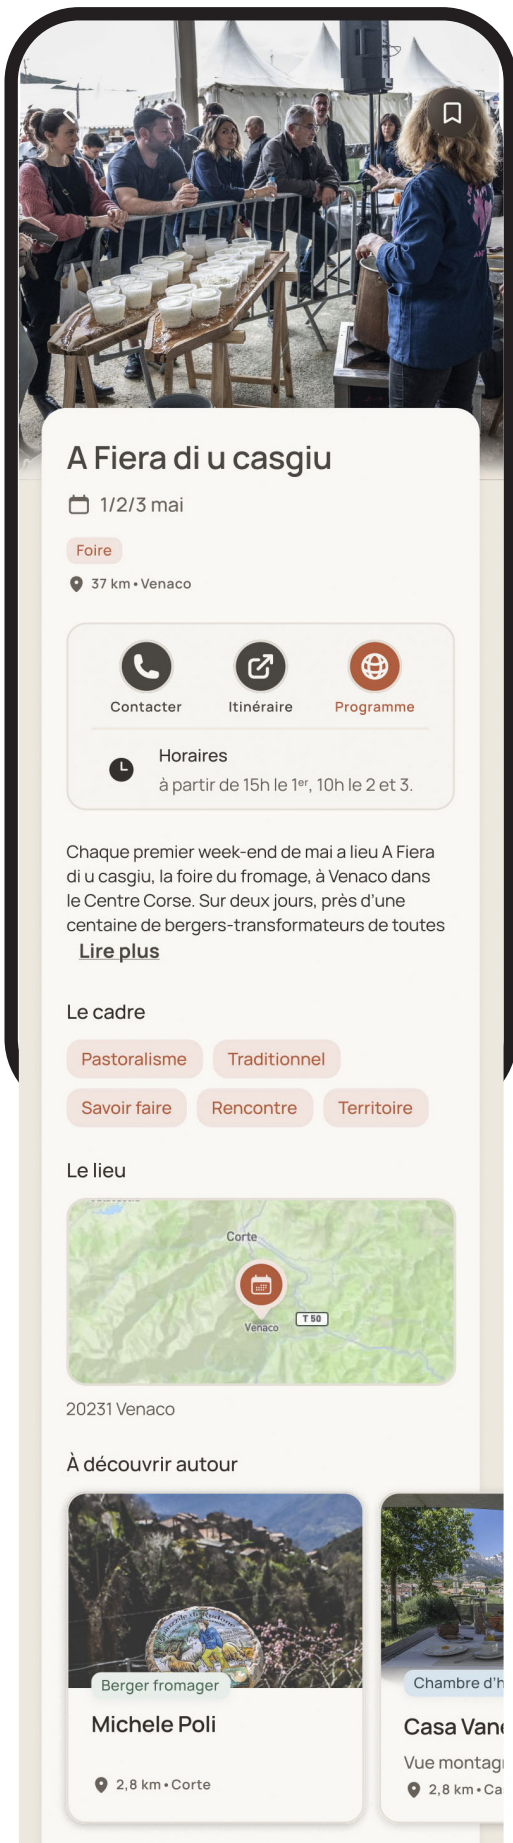 A Fiera di u casgiu
1/2/3 mai
Foire
37 km • Venaco
Contacter
Itinéraire
Programme
Horaires
à partir de 15h le 1er, 10h le 2 et 3.
Chaque premier week-end de mai a lieu A Fiera
di u casgiu, la foire du fromage, à Venaco dans
le Centre Corse. Sur deux jours, près d'une
centaine de bergers-transformateurs de toutes
Lire plus
Le cadre
Pastoralisme
Traditionnel
Savoir faire
Rencontre
Territoire
Le lieu
Corte
T 50
Venaco
20231 Venaco
À découvrir autour
Berger fromager
Michele Poli
2,8 km • Corte
Chambre d'h
Casa Vane
Vue montag
2,8 km • Ca